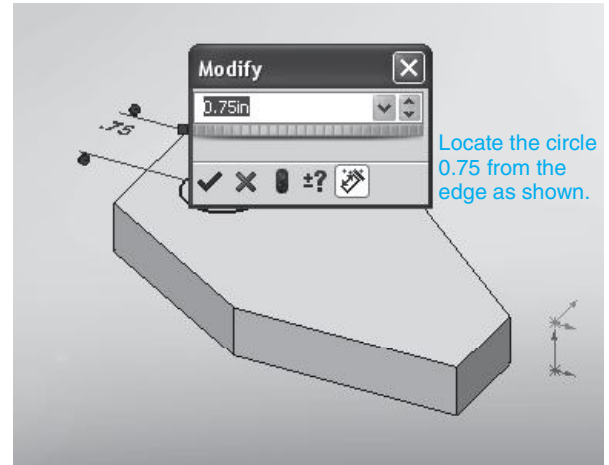 Modify
0.75in
±?
.75
Locate the circle
0.75 from the
edge as shown.